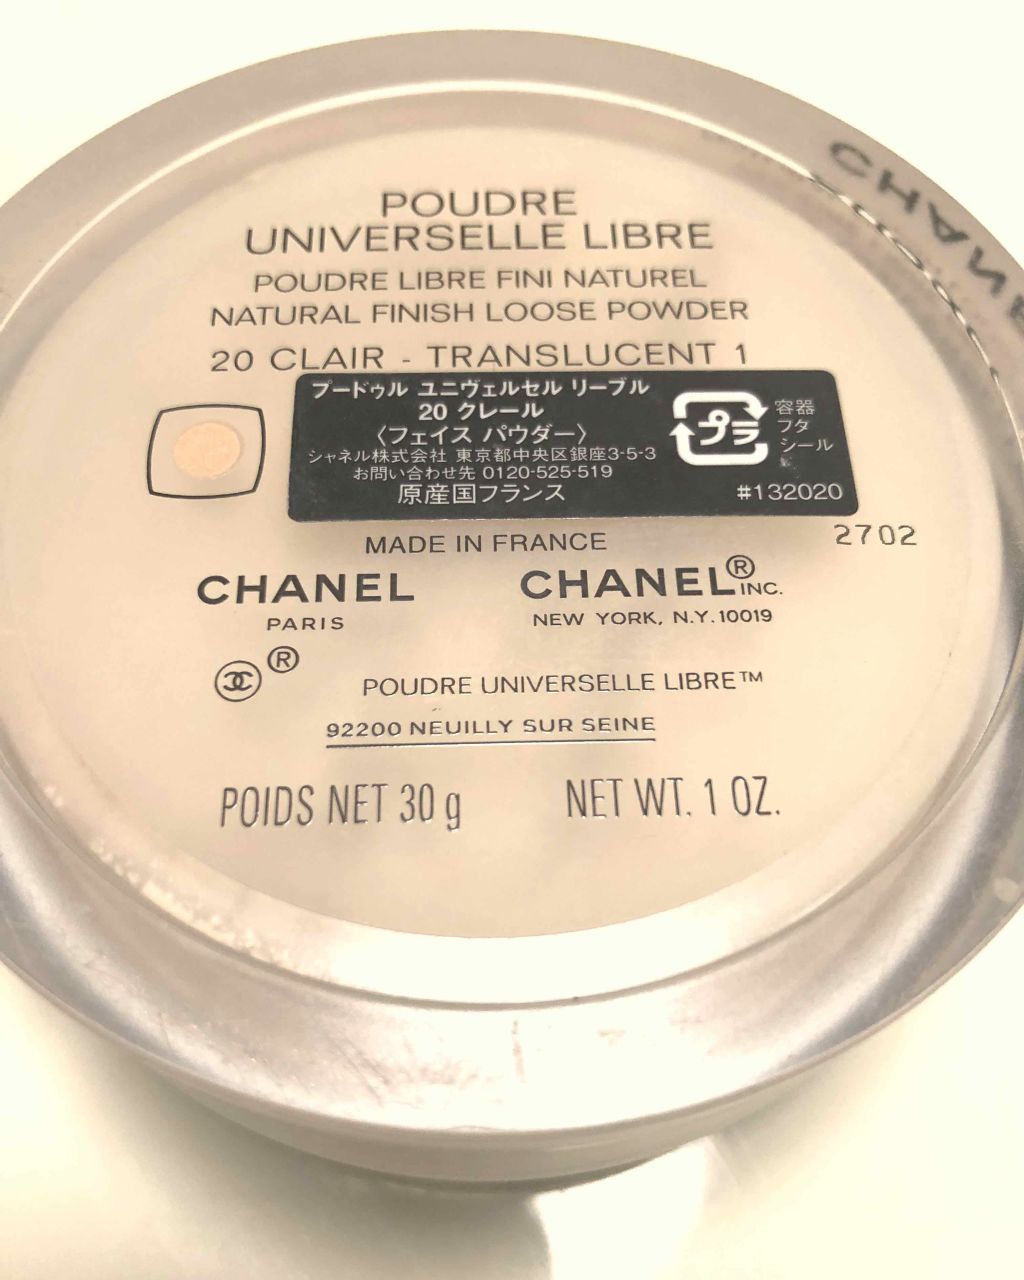 CHANEL
POUDRE
UNIVERSELLE LIBRE
POUDRE LIBRE FINI NATUREL
NATURAL FINISH LOOSE POWDER
20 CLAIR - TRANSLUCENT 1
プードゥル ユニヴェルセル リーブル
20 クレール
〈フェイス パウダー〉
シャネル株式会社 東京都中央区銀座3-5-3
お問い合わせ先 0120-525-519
原産国フランス
プラ
容器
フタ
シール
#132020
2702
MADE IN FRANCE
CHANEL
PARIS
CHANEL® INC.
NEW YORK, N.Y. 10019
®
POUDRE UNIVERSELLE LIBRE™
92200 NEUILLY SUR SEINE
POIDS NET 30 g
NET WT. 1 OZ.